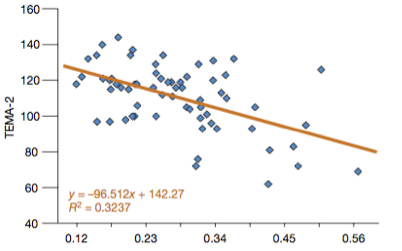 160
140
120
100
80
60
40
TEMA-2
y = –96.512x + 142.27
R² = 0.3237
0.12 0.23 0.34 0.45 0.56